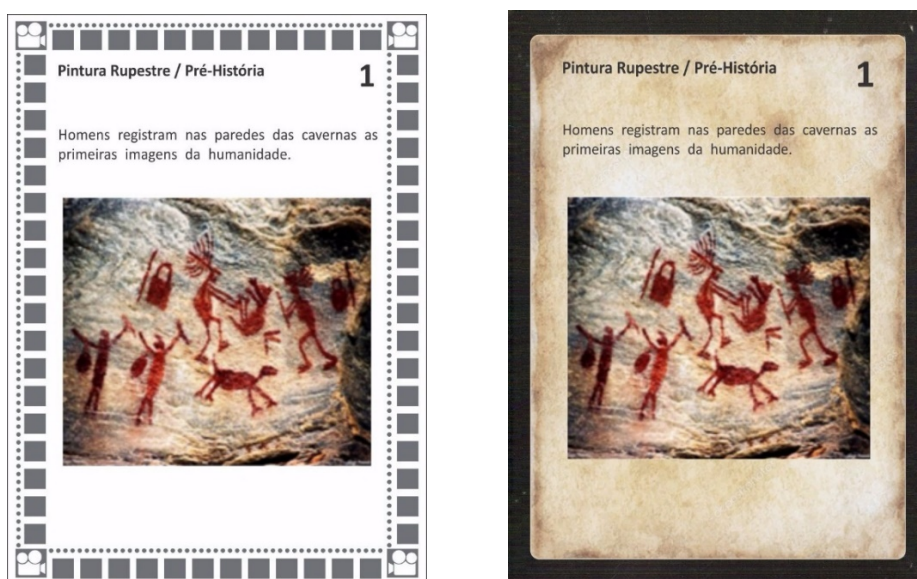 Pintura Rupestre / Pré-História
1
Homens registram nas paredes das cavernas as
primeiras imagens da humanidade.
Pintura Rupestre / Pré-História
1
Homens registram nas paredes das cavernas as
primeiras imagens da humanidade.